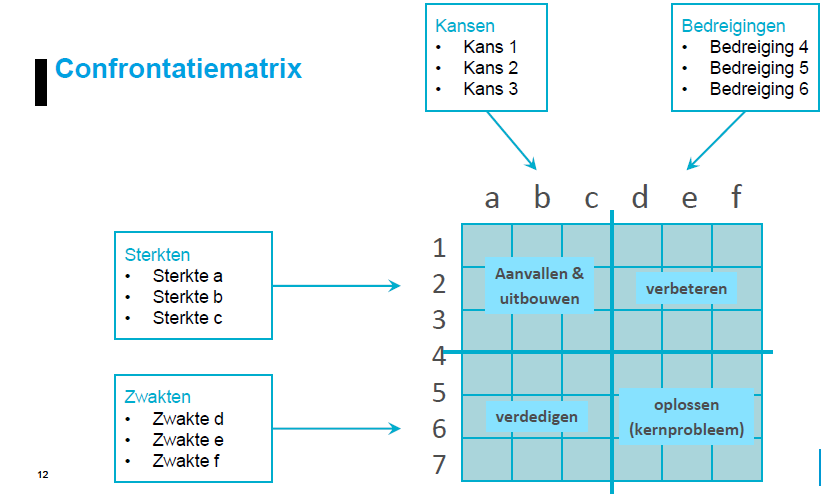 Confrontatiematrix
Kansen
• Kans 1
• Kans 2
• Kans 3
Bedreigingen
• Bedreiging 4
• Bedreiging 5
• Bedreiging 6
a b c d e f
Sterkten
• Sterkte a
• Sterkte b
• Sterkte c
Zwakten
• Zwakte d
• Zwakte e
• Zwakte f
1
2
3
4
5
6
7
Aanvallen &
uitbouwen
verbeteren
verdedigen
oplossen
(kernprobleem)
12